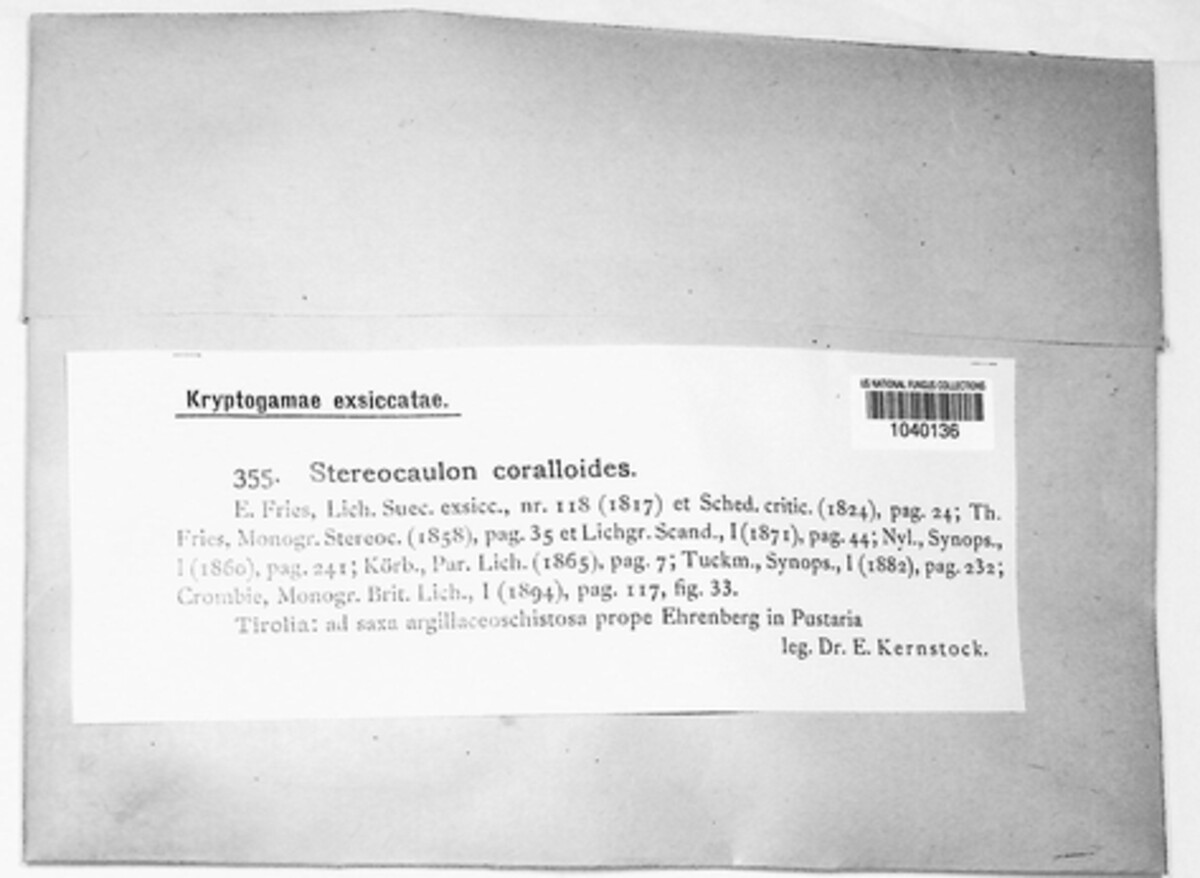 Kryptogamae exsiccatae.
US NATIONAL FUNGUS COLLECTIONS
1040136
355. Stereocaulon coralloides.
E. Fries, Lich. Suec. exsicc., nr. 118 (1817) et Sched. critic. (1824), pag. 24; Th.
Fries, Monogr. Stereoc. (1858), pag. 35 et Lichgr. Scand., I (1871), pag. 44; Nyl., Synops.,
I (1860), pag. 241; Körb., Par. Lich. (1865), pag. 7; Tuckm., Synops., I (1882), pag. 232;
Crombie, Monogr. Brit. Lich., I (1894), pag. 117, fig. 33.
Tirolia: ad saxa argillaceoschistosa prope Ehrenberg in Pustaria
leg. Dr. E. Kernstock.